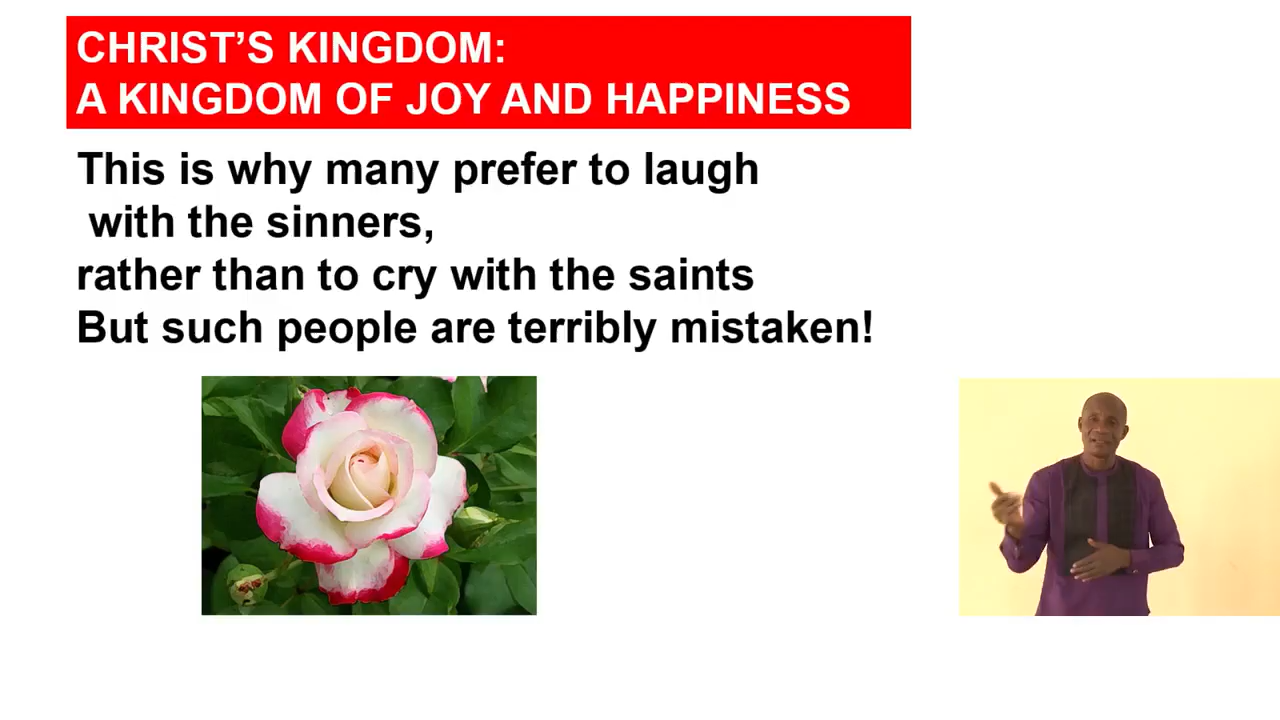 CHRIST’S KINGDOM:
A KINGDOM OF JOY AND HAPPINESS
This is why many prefer to laugh
with the sinners,
rather than to cry with the saints
But such people are terribly mistaken!